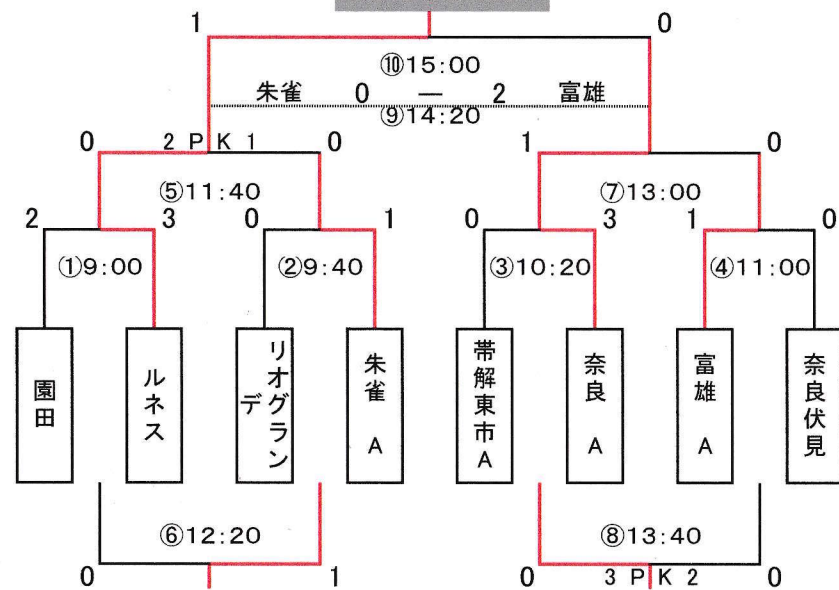 1 0
⑩15:00
朱雀 0 ― 2 富雄
⑨14:20
0 2 P K 1 0 1 0
⑤11:40 ⑦13:00
2 3 0 1 0 3 1 0
①9:00 ②9:40 ③10:20 ④11:00
園田
ルネス
リオグランデ
朱雀 A
帯解東市A
奈良 A
富雄 A
奈良伏見
⑥12:20 ⑧13:40
0 1 0 3 P K 2 0